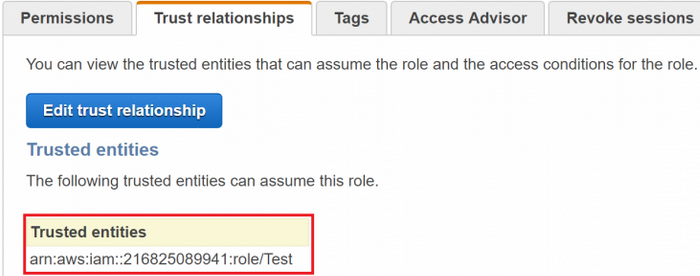 Permissions Trust relationships Tags Access Advisor Revoke sessions
You can view the trusted entities that can assume the role and the access conditions for the role.
Edit trust relationship
Trusted entities
The following trusted entities can assume this role.
Trusted entities
arn:aws:iam::216825089941:role/Test